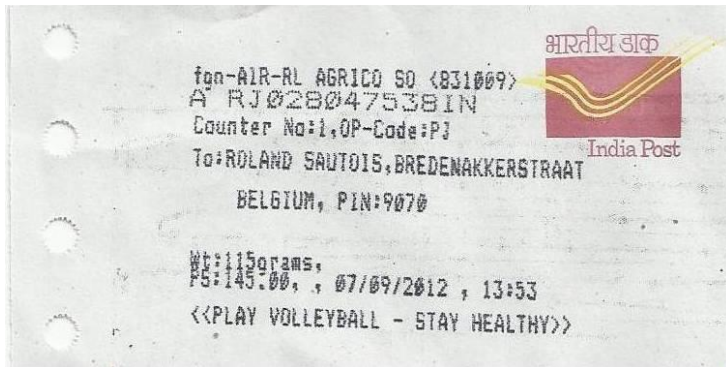 भारतीय डाक
fgn-AIR-RL AGRICO SO <831009>
A RJ028047538IN
Counter No:1,OP-Code:PJ
India Post
To:ROLAND SAUTOIS,BREDENAKKERSTRAAT
BELGIUM, PIN:9070
Wt:115grams,
PS:145.00, , 07/09/2012 , 13:53
<<PLAY VOLLEYBALL - STAY HEALTHY>>